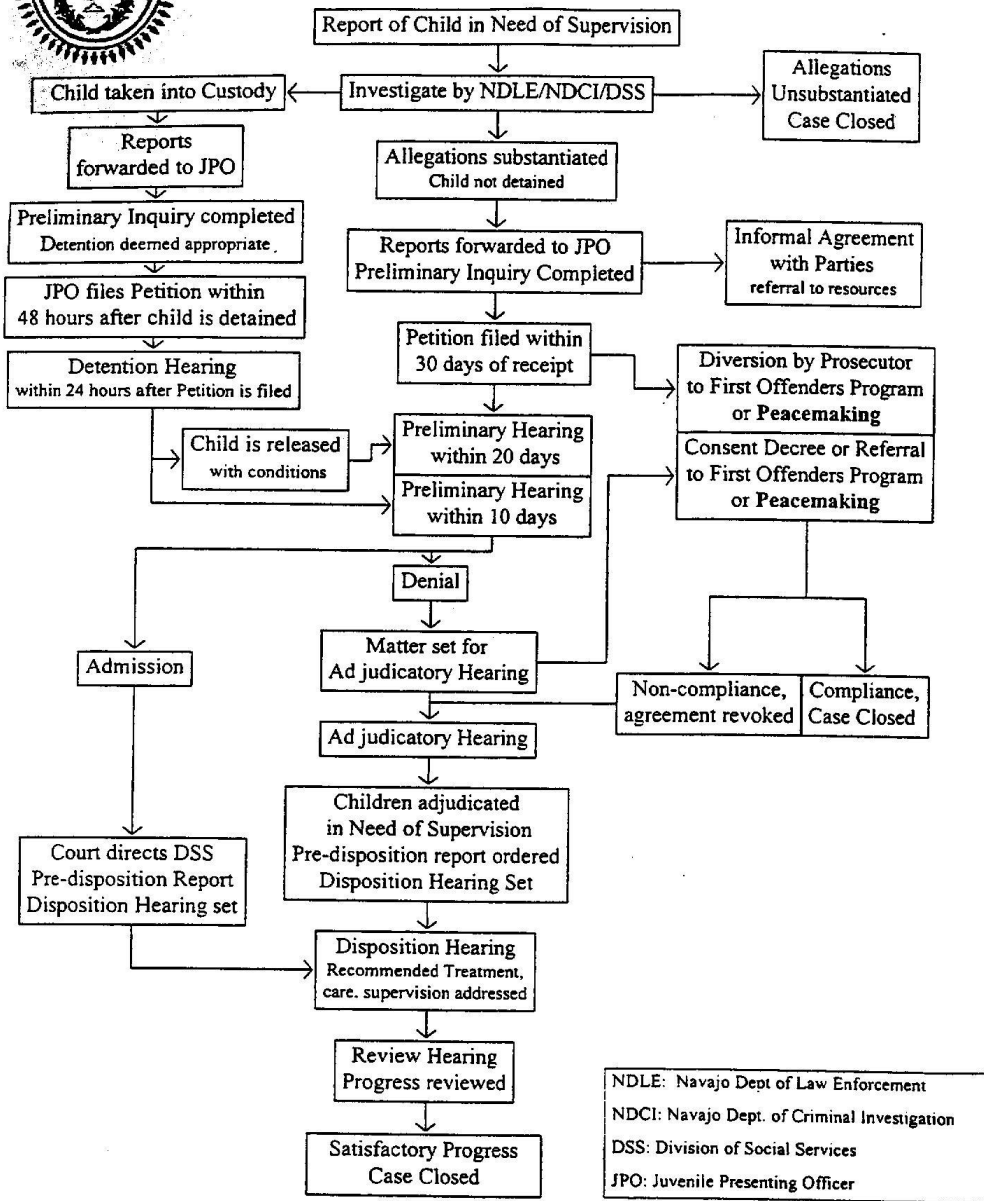 Report of Child in Need of Supervision
Child taken into Custody
Investigate by NDLE/NDCI/DSS
Allegations
Unsubstantiated
Case Closed
Reports
forwarded to JPO
Allegations substantiated
Child not detained
Preliminary Inquiry completed
Detention deemed appropriate.
Reports forwarded to JPO
Preliminary Inquiry Completed
Informal Agreement
with Parties
referral to resources
JPO files Petition within
48 hours after child is detained
Petition filed within
30 days of receipt
Detention Hearing
within 24 hours after Petition is filed
Diversion by Prosecutor
to First Offenders Program
or Peacemaking
Child is released
with conditions
Preliminary Hearing
within 20 days
Consent Decree or Referral
to First Offenders Program
or Peacemaking
Preliminary Hearing
within 10 days
Denial
Admission
Matter set for
Ad judicatory Hearing
Non-compliance,
agreement revoked
Compliance,
Case Closed
Ad judicatory Hearing
Children adjudicated
in Need of Supervision
Pre-disposition report ordered
Disposition Hearing Set
Court directs DSS
Pre-disposition Report
Disposition Hearing set
Disposition Hearing
Recommended Treatment,
care. supervision addressed
Review Hearing
Progress reviewed
Satisfactory Progress
Case Closed
NDLE: Navajo Dept of Law Enforcement
NDCI: Navajo Dept. of Criminal Investigation
DSS: Division of Social Services
JPO: Juvenile Presenting Officer